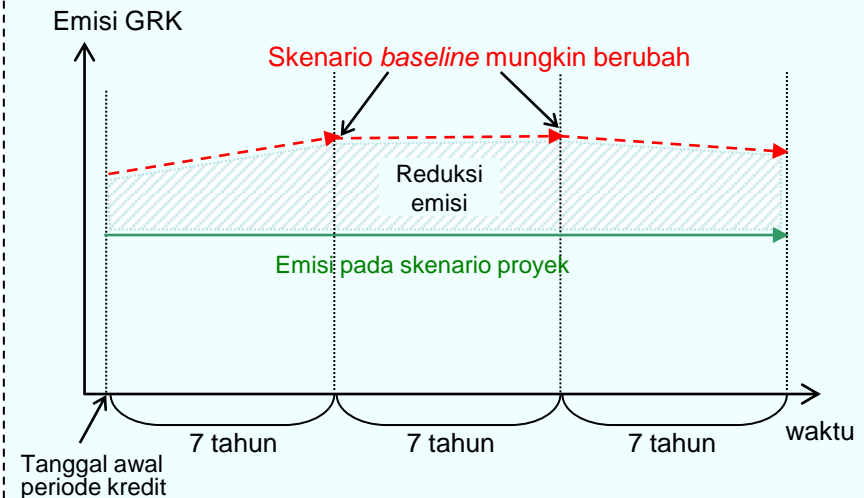 Emisi GRK
Skenario baseline mungkin berubah
Reduksi
emisi
Emisi pada skenario proyek
7 tahun
7 tahun
7 tahun
waktu
Tanggal awal
periode kredit